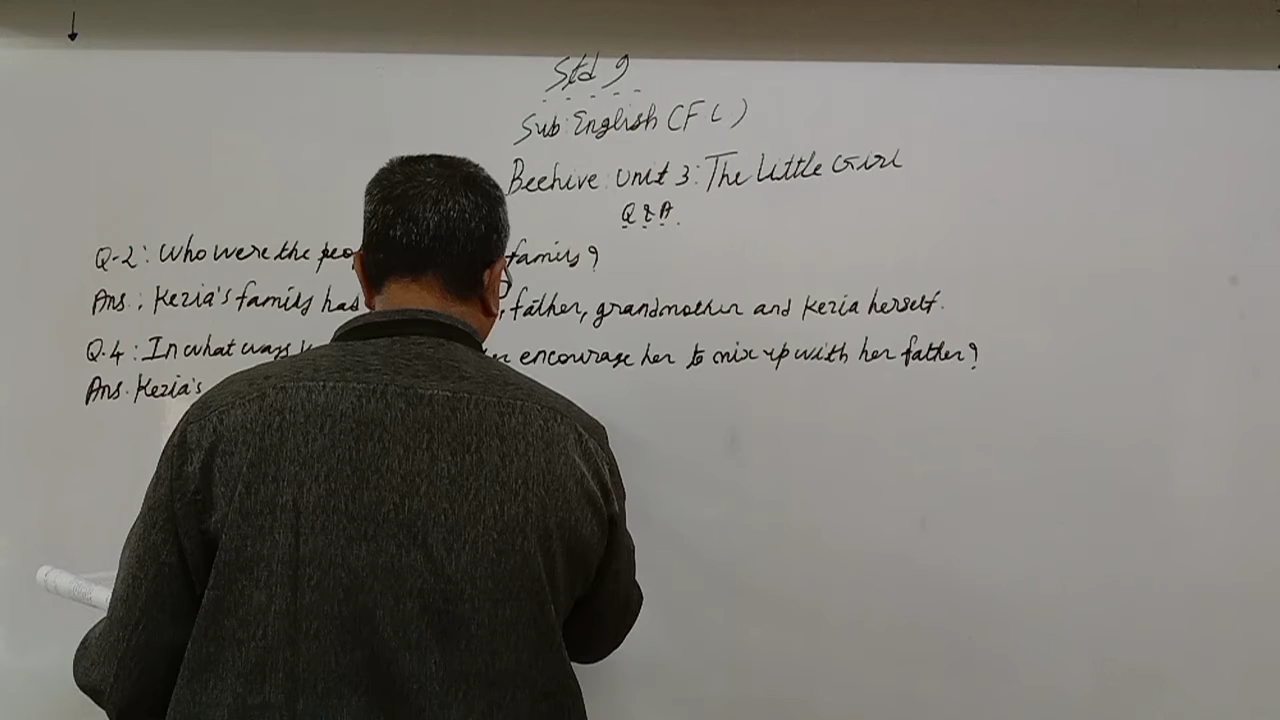 Std 9
Sub: English (FL)
Beehive: Unit 3: The Little Girl
Q & A.
Q.2: Who were the family?
Ans: Kezia's family has , father, grandmother and Kezia herself.
Q.4: In what ways encourage her to mix up with her father?
Ans. Kezia's